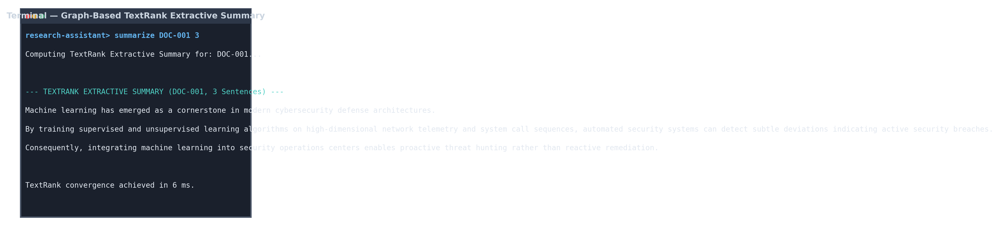 Terminal — Graph-Based TextRank Extractive Summary
research-assistant> summarize DOC-001 3
Computing TextRank Extractive Summary for: DOC-001...
--- TEXTRANK EXTRACTIVE SUMMARY (DOC-001, 3 Sentences) ---
Machine learning has emerged as a cornerstone in modern cybersecurity defense architectures.
By training supervised and unsupervised learning algorithms on high-dimensional network telemetry and system call sequences, automated security systems can detect subtle deviations indicating active security breaches.
Consequently, integrating machine learning into security operations centers enables proactive threat hunting rather than reactive remediation.
TextRank convergence achieved in 6 ms.